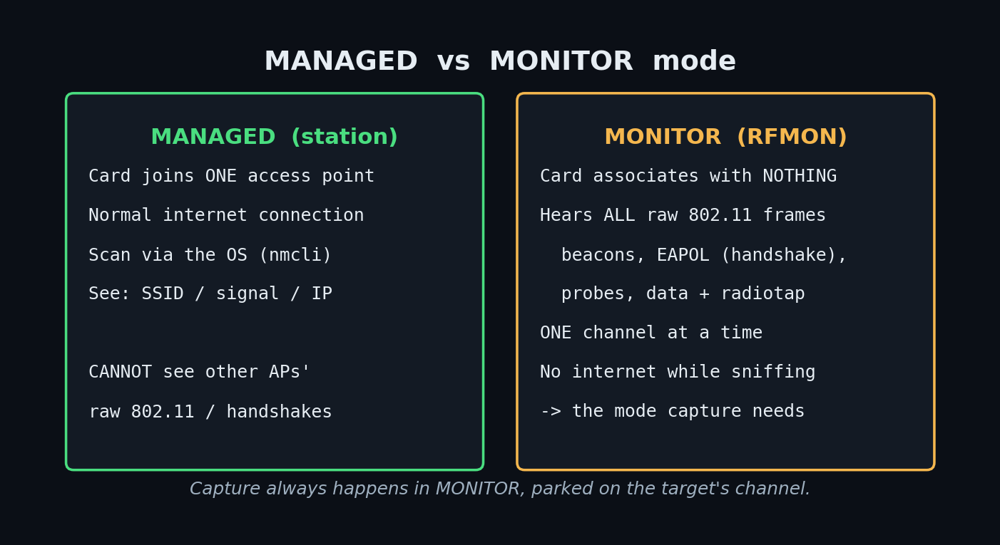 MANAGED vs MONITOR mode
MANAGED (station)
Card joins ONE access point
Normal internet connection
Scan via the OS (nmcli)
See: SSID / signal / IP
CANNOT see other APs'
raw 802.11 / handshakes
MONITOR (RFMON)
Card associates with NOTHING
Hears ALL raw 802.11 frames
beacons, EAPOL (handshake),
probes, data + radiotap
ONE channel at a time
No internet while sniffing
-> the mode capture needs
Capture always happens in MONITOR, parked on the target's channel.